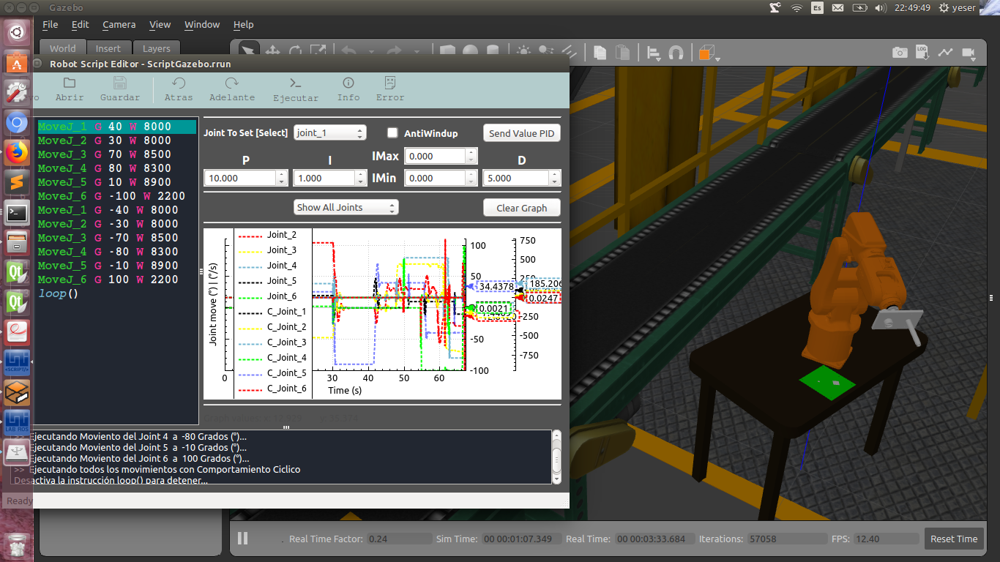 Gazebo
Es
22:49:49
yeser
File Edit Camera View Window Help
World Insert Layers
Robot Script Editor - ScriptGazebo.rrun
Abrir Guardar Atras Adelante Ejecutar Info Error
MoveJ_1 G 40 W 8000
MoveJ_2 G 30 W 8000
MoveJ_3 G 70 W 8500
MoveJ_4 G 80 W 8300
MoveJ_5 G 10 W 8900
MoveJ_6 G -100 W 2200
MoveJ_1 G -40 W 8000
MoveJ_2 G -30 W 8000
MoveJ_3 G -70 W 8500
MoveJ_4 G -80 W 8300
MoveJ_5 G -10 W 8900
MoveJ_6 G 100 W 2200
loop()
Joint To Set [Select] joint_1 AntiWindup Send Value PID
P I IMax 0.000 D
10.000 1.000 IMin 0.000 5.000
Show All Joints Clear Graph
Joint_2
Joint_3
Joint_4
Joint_5
Joint_6
C_Joint_1
C_Joint_2
C_Joint_3
C_Joint_4
C_Joint_5
C_Joint_6
Joint move (°) | (°/s)
0 30 40 50 60
Time (s)
100
50
-50
-100
750
500
250
-250
-500
-750
34.4378
185.206
0.0247
0.0021
Ejecutando Moviento del Joint 4 a -80 Grados (°)...
Ejecutando Moviento del Joint 5 a -10 Grados (°)...
Ejecutando Moviento del Joint 6 a 100 Grados (°)...
>> Ejecutando todos los movimientos con Comportamiento Ciclico
Desactiva la instrucción loop() para detener...
Ready
LOG
<SCRIPT/>
LAB ROS
Real Time Factor: 0.24 Sim Time: 00 00:01:07.349 Real Time: 00 00:03:33.684 Iterations: 57058 FPS: 12.40 Reset Time